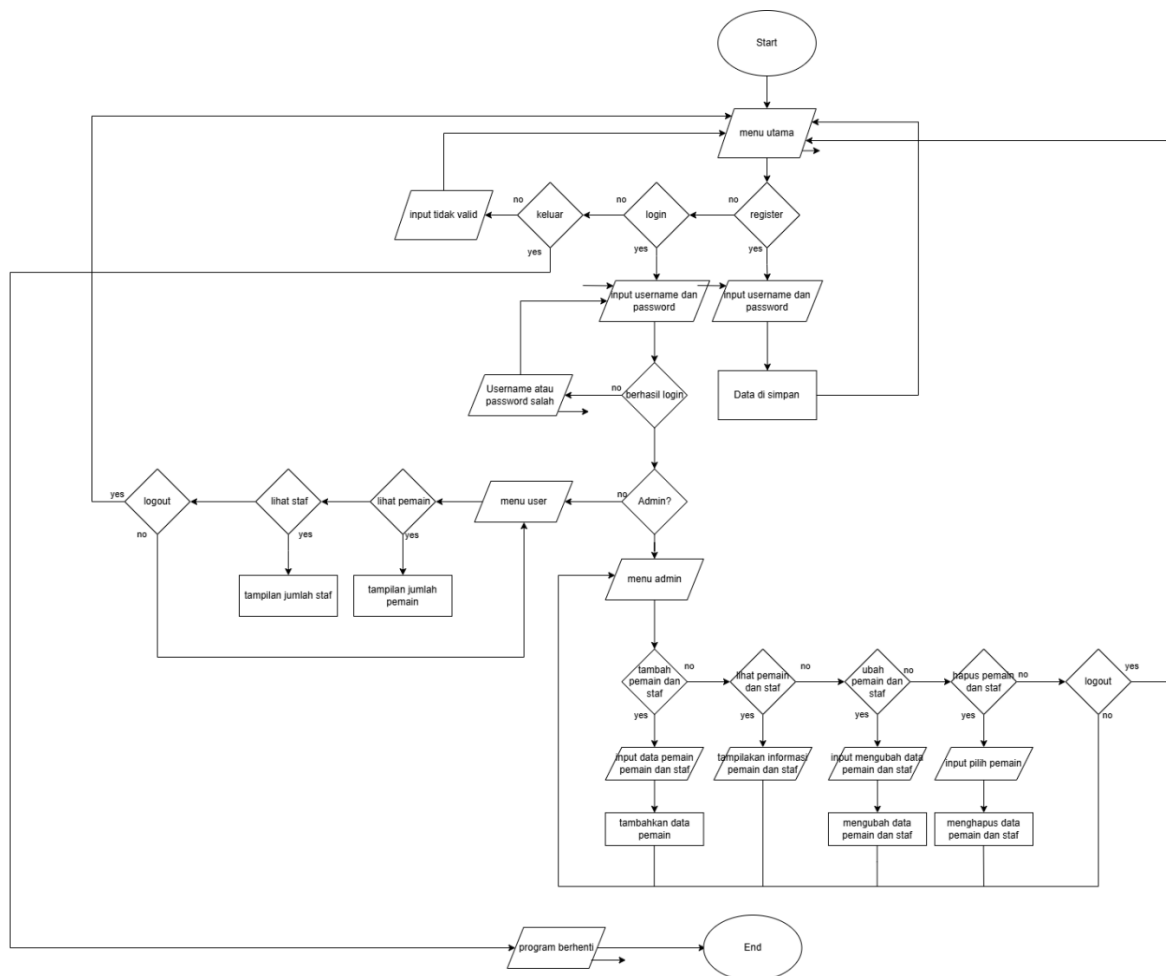 Start
menu utama
no
no
no
input tidak valid
keluar
login
register
yes
yes
yes
input username dan
password
input username dan
password
Username atau
password salah
no
berhasil login
Data di simpan
yes
logout
no
lihat staf
yes
lihat pemain
yes
menu user
no
Admin?
tampilan jumlah staf
tampilan jumlah
pemain
menu admin
tambah
pemain dan
staf
no
lihat pemain
dan staf
no
ubah
pemain dan
staf
no
hapus pemain
dan staf
no
logout
yes
no
yes
yes
yes
yes
input data pemain
pemain dan staf
tampilakan informasi
pemain dan staf
input mengubah data
pemain dan staf
input pilih pemain
tambahkan data
pemain
mengubah data
pemain dan staf
menghapus data
pemain dan staf
program berhenti
End